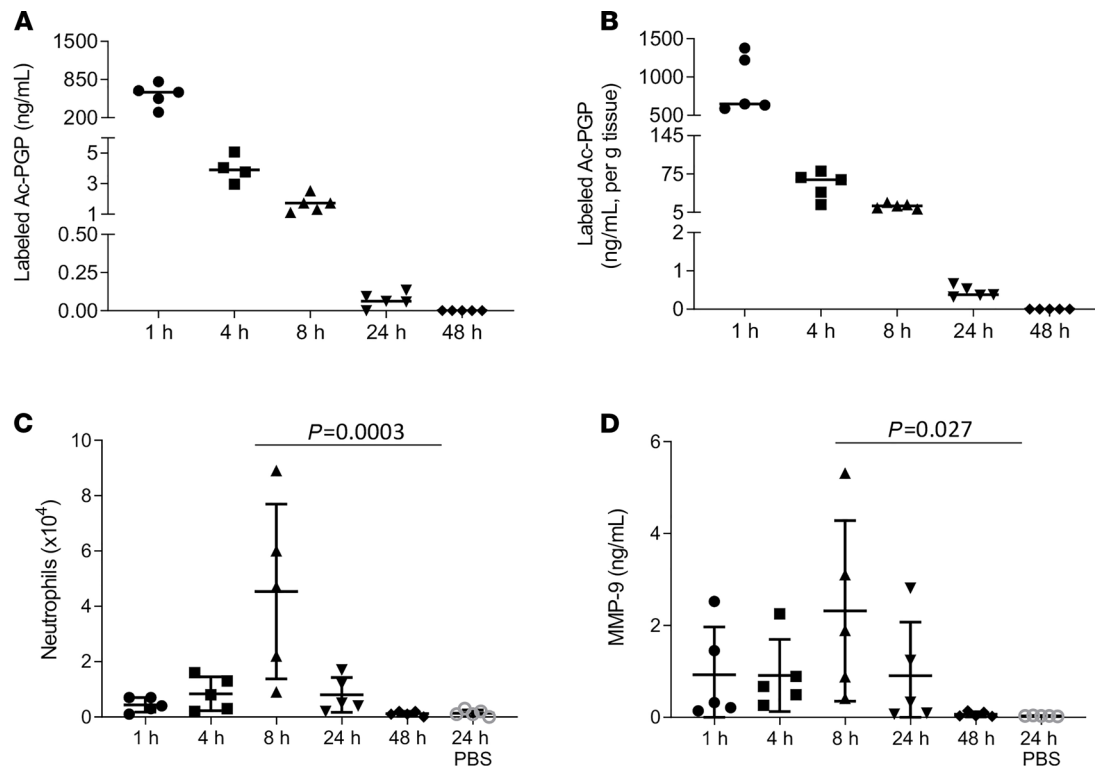 A
Labeled Ac-PGP (ng/mL)
1500
850
200
5
3
1
0.50
0.25
0.00
1 h 4 h 8 h 24 h 48 h
B
Labeled Ac-PGP
(ng/mL, per g tissue)
1500
1000
500
145
75
5
2
1
0
1 h 4 h 8 h 24 h 48 h
C
P=0.0003
Neutrophils (x10⁴)
10
8
6
4
2
0
1 h 4 h 8 h 24 h 48 h 24 h
PBS
D
P=0.027
MMP-9 (ng/mL)
6
4
2
0
1 h 4 h 8 h 24 h 48 h 24 h
PBS